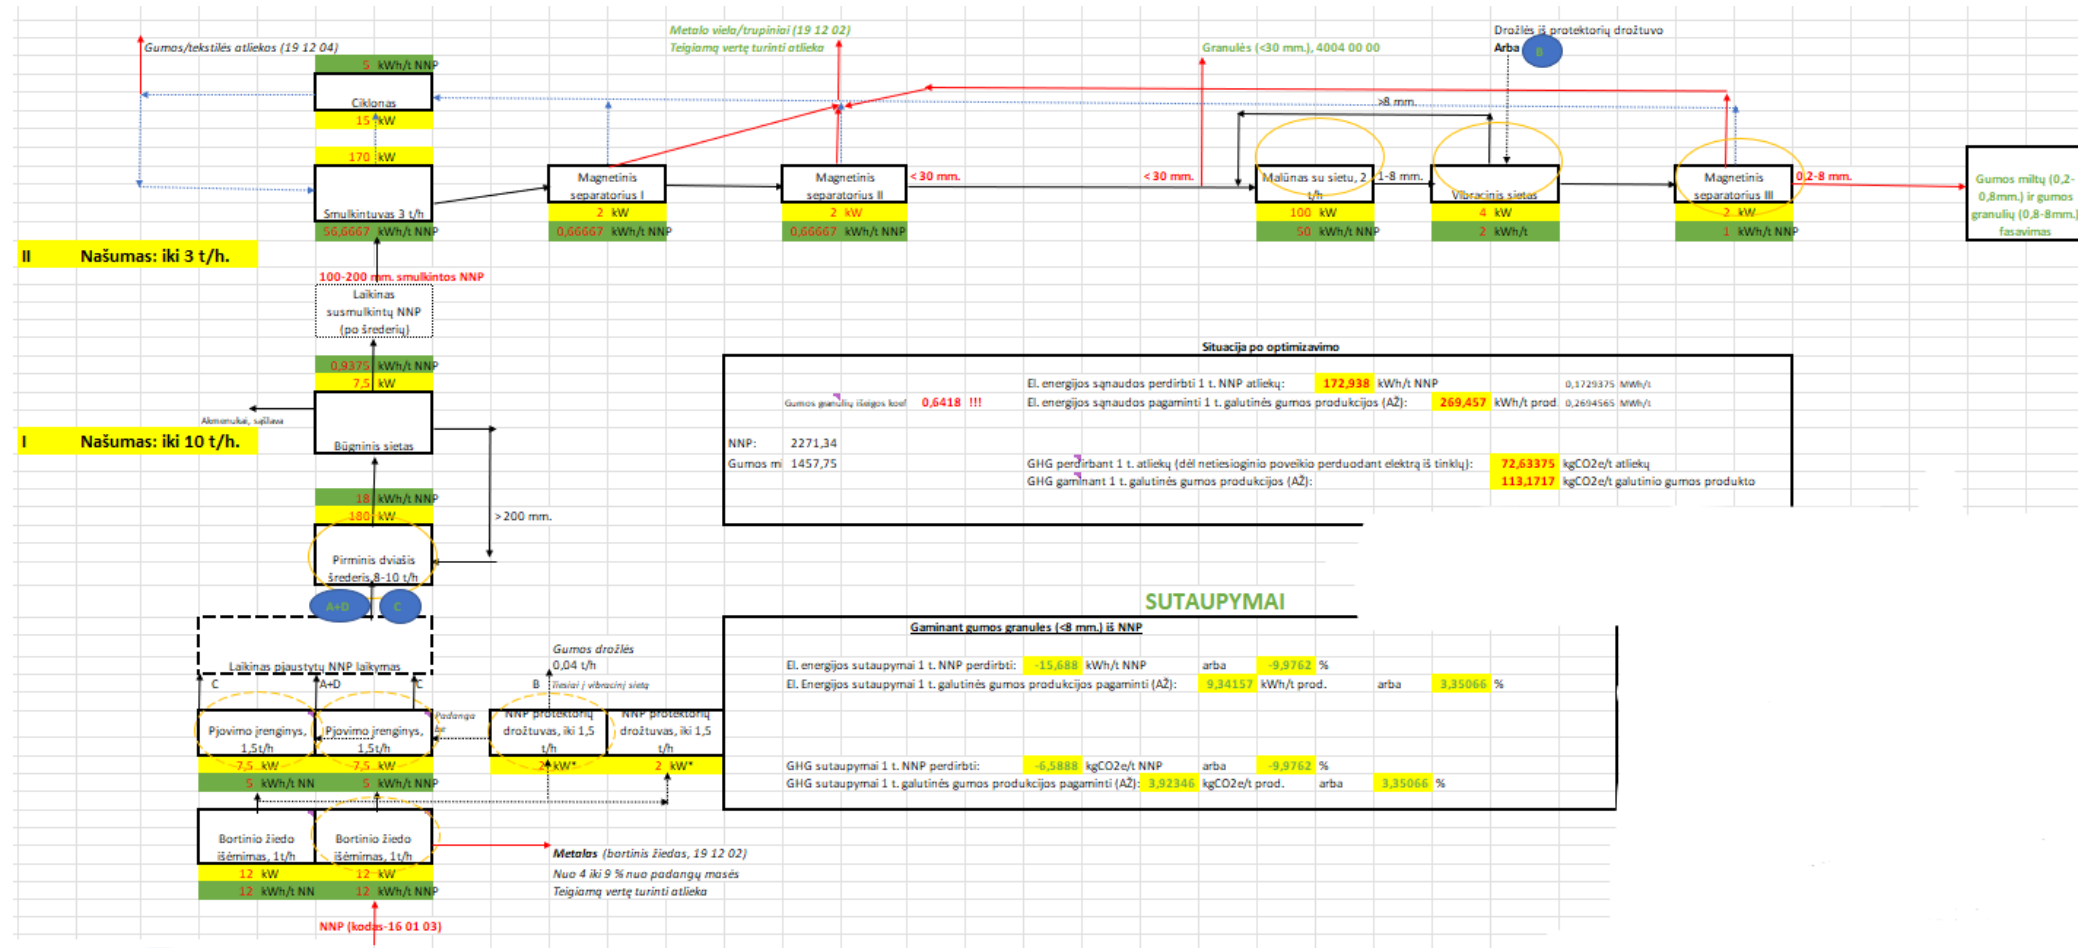 Metalo viela/trupiniai (19 12 02)
Teigiamą vertę turinti atlieka
Drožlės iš protektorių drožtuvo
Arba
B
Gumos/tekstilės atliekos (19 12 04)
Granulės (<30 mm.), 4004 00 00
5 kWh/t NNP
Ciklonas
15 kW
>8 mm.
170 kW
Smulkintuvas 3 t/h
56,6667 kWh/t NNP
Magnetinis
separatorius I
2 kW
0,66667 kWh/t NNP
Magnetinis
separatorius II
2 kW
0,66667 kWh/t NNP
<30 mm.
<30 mm.
Malūnas su sietu, 2
t/h
100 kW
50 kWh/t NNP
1-8 mm.
Vibracinis sietas
4 kW
2 kWh/t
Magnetinis
separatorius III
2 kW
1 kWh/t NNP
0,2-8 mm.
Gumos miltų (0,2-
0,8mm.) ir gumos
granulių (0,8-8mm.)
fasavimas
II Našumas: iki 3 t/h.
100-200 mm. smulkintos NNP
Laikinas
susmulkintų NNP
(po šrederių)
0,9375 kWh/t NNP
7,5 kW
Akmenukai, sąšlava
Būgninis sietas
I Našumas: iki 10 t/h.
18 kWh/t NNP
180 kW
>200 mm.
Pirminis dviašis
šrederis 8-10 t/h
A+D
C
Situacija po optimizavimo
El. energijos sąnaudos perdirbti 1 t. NNP atliekų: 172,938 kWh/t NNP 0,1729375 MWh/t
Gumos granulių išeigos koef 0,6418 !!! El. energijos sąnaudos pagaminti 1 t. galutinės gumos produkcijos (AŽ): 269,457 kWh/t prod. 0,2694565 MWh/t
NNP: 2271,34
Gumos mi 1457,75 GHG perdirbant 1 t. atliekų (dėl netiesioginio poveikio perduodant elektrą iš tinklų): 72,63375 kgCO2e/t atliekų
GHG gaminant 1 t. galutinės gumos produkcijos (AŽ): 113,1717 kgCO2e/t galutinio gumos produkto
SUTAUPYMAI
Gaminant gumos granules (<8 mm.) iš NNP
El. energijos sutaupymai 1 t. NNP perdirbti: -15,688 kWh/t NNP arba -9,9762 %
El. Energijos sutaupymai 1 t. galutinės gumos produkcijos pagaminti (AŽ): 9,34157 kWh/t prod. arba 3,35066 %
GHG sutaupymai 1 t. NNP perdirbti: -6,5888 kgCO2e/t NNP arba -9,9762 %
GHG sutaupymai 1 t. galutinės gumos produkcijos pagaminti (AŽ): 3,92346 kgCO2e/t prod. arba 3,35066 %
Laikinas pjaustytų NNP laikymas
C
A+D
C
Gumos drožlės
0,04 t/h
B tiesiai į vibracinį sietą
Padanga
be
Pjovimo įrenginys,
1,5t/h
7,5 kW
5 kWh/t NN
Pjovimo įrenginys,
1,5t/h
7,5 kW
5 kWh/t NNP
NNP protektorių
drožtuvas, iki 1,5
t/h
2 kW*
NNP protektorių
drožtuvas, iki 1,5
t/h
2 kW*
Bortinio žiedo
išėmimas, 1t/h
12 kW
12 kWh/t NN
Bortinio žiedo
išėmimas, 1t/h
12 kW
12 kWh/t NNP
Metalas (bortinis žiedas, 19 12 02)
Nuo 4 iki 9 % nuo padangų masės
Teigiamą vertę turinti atlieka
NNP (kodas-16 01 03)